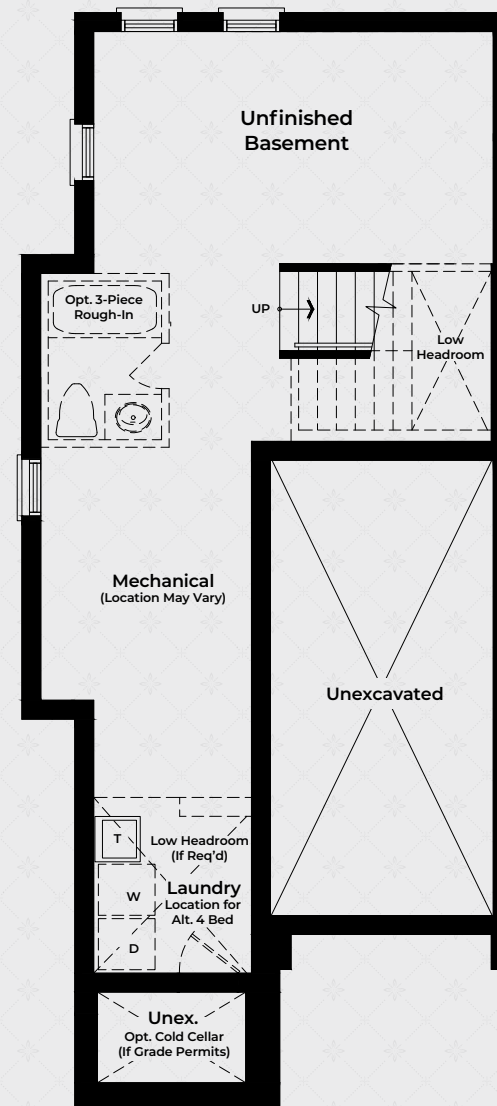 Unfinished
Basement
Opt. 3-Piece
Rough-In
UP
Low
Headroom
Mechanical
(Location May Vary)
Unexcavated
T
Low Headroom
(If Req'd)
W
Laundry
Location for
Alt. 4 Bed
D
Unex.
Opt. Cold Cellar
(If Grade Permits)